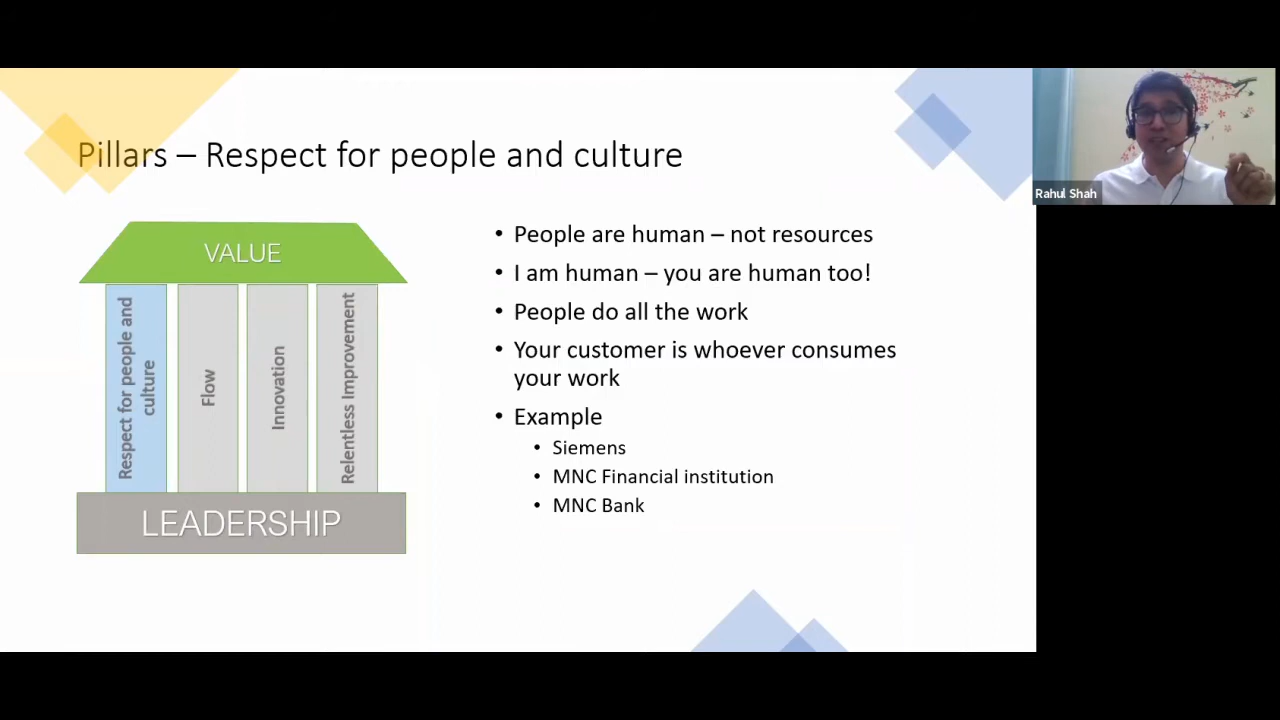 Pillars – Respect for people and culture
VALUE
Respect for people and
culture
Flow
Innovation
Relentless Improvement
LEADERSHIP
• People are human – not resources
• I am human – you are human too!
• People do all the work
• Your customer is whoever consumes
your work
• Example
• Siemens
• MNC Financial institution
• MNC Bank
Rahul Shah